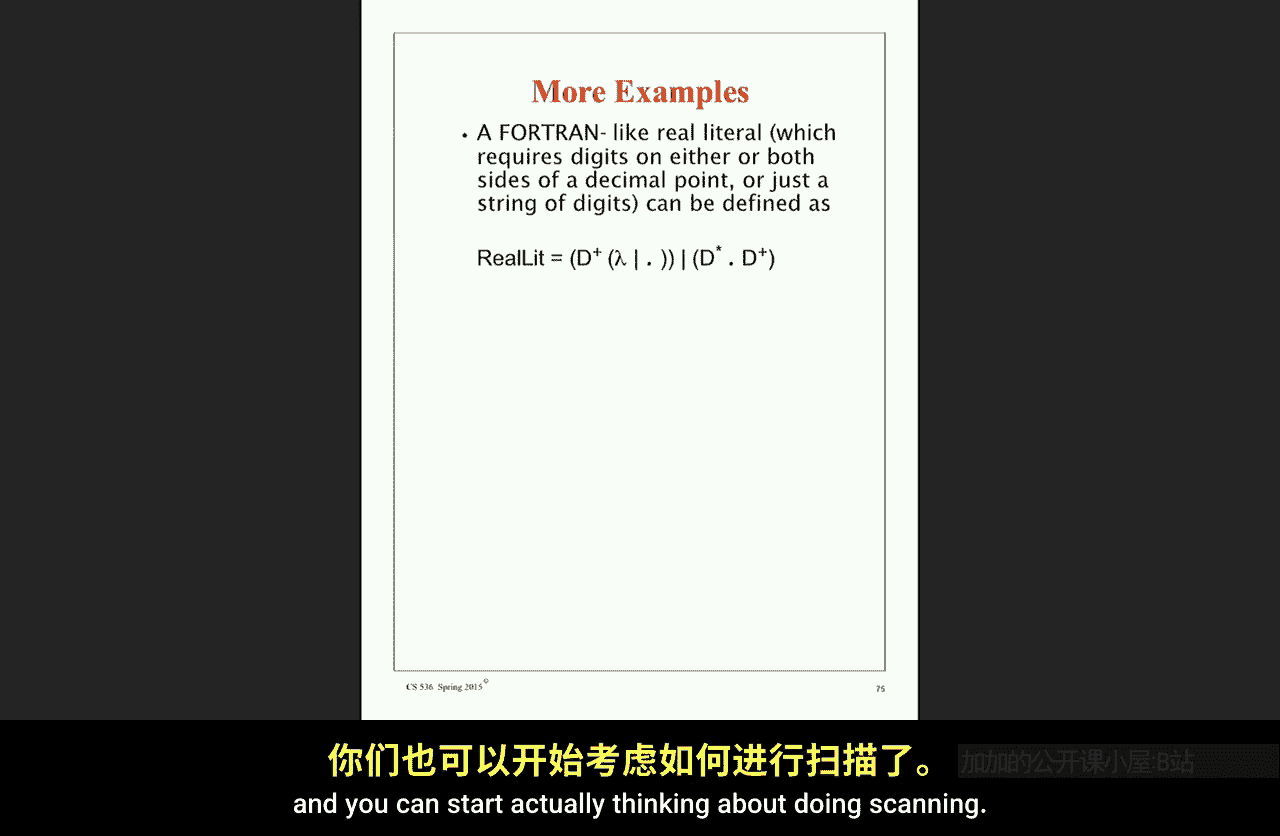 More Examples
• A FORTRAN- like real literal (which
requires digits on either or both
sides of a decimal point, or just a
string of digits) can be defined as
RealLit = (D⁺ (λ | . )) | (D* . D⁺)
CS 536 Spring 2015©
75
你们也可以开始考虑如何进行扫描了。
加加的公开课小屋:B站
and you can start actually thinking about doing scanning.